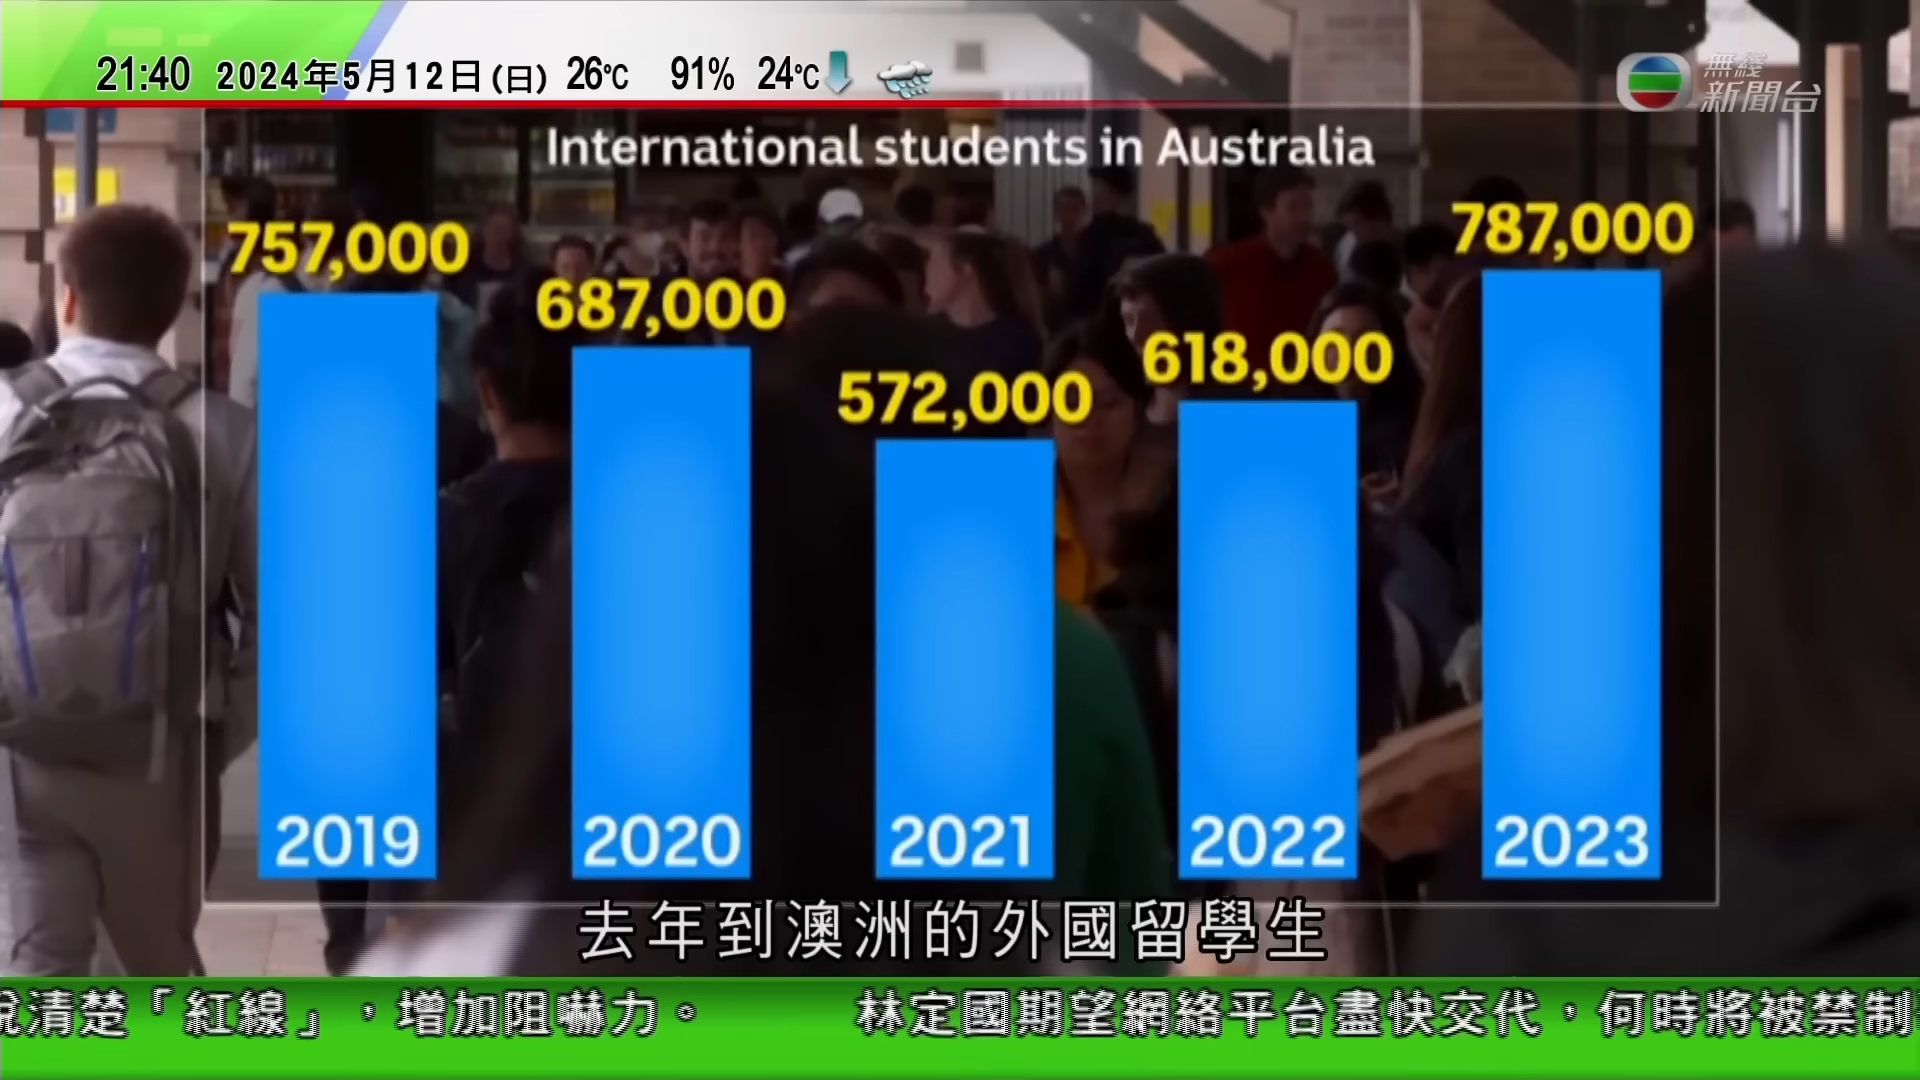 21:40 2024年5月12日(日) 26℃ 91% 24℃
無綫
新聞台
International students in Australia
757,000
687,000
572,000
618,000
787,000
2019 2020 2021 2022 2023
去年到澳洲的外國留學生
清楚「紅線」，增加阻嚇力。 林定國期望網絡平台盡快交代，何時將被禁制